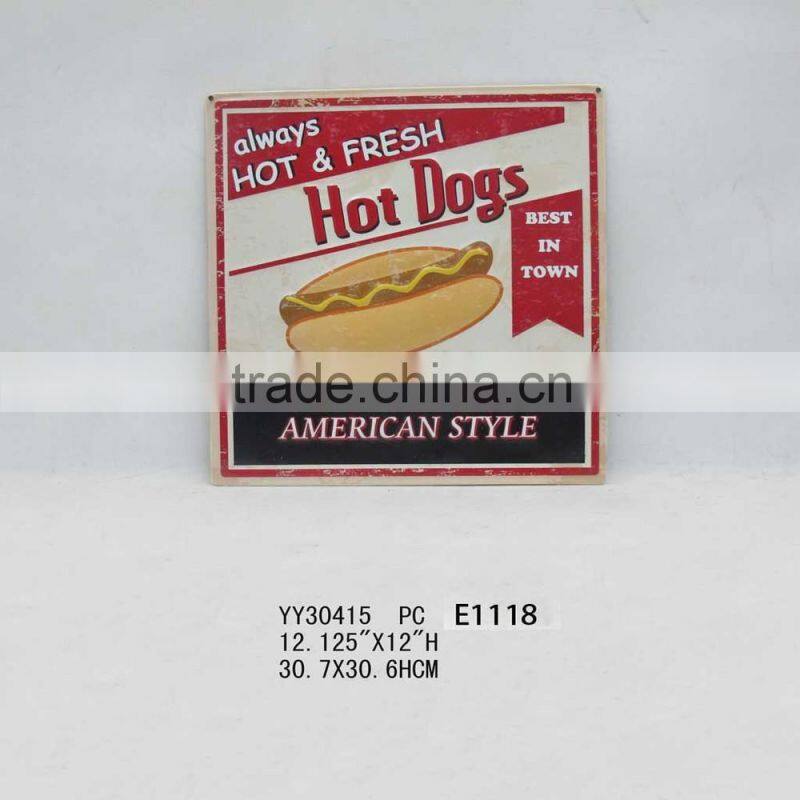 always
HOT & FRESH
Hot Dogs
BEST
IN
TOWN
trade.china.cn
AMERICAN STYLE
YY30415 PC E1118
12.125"X12"H
30.7X30.6HCM